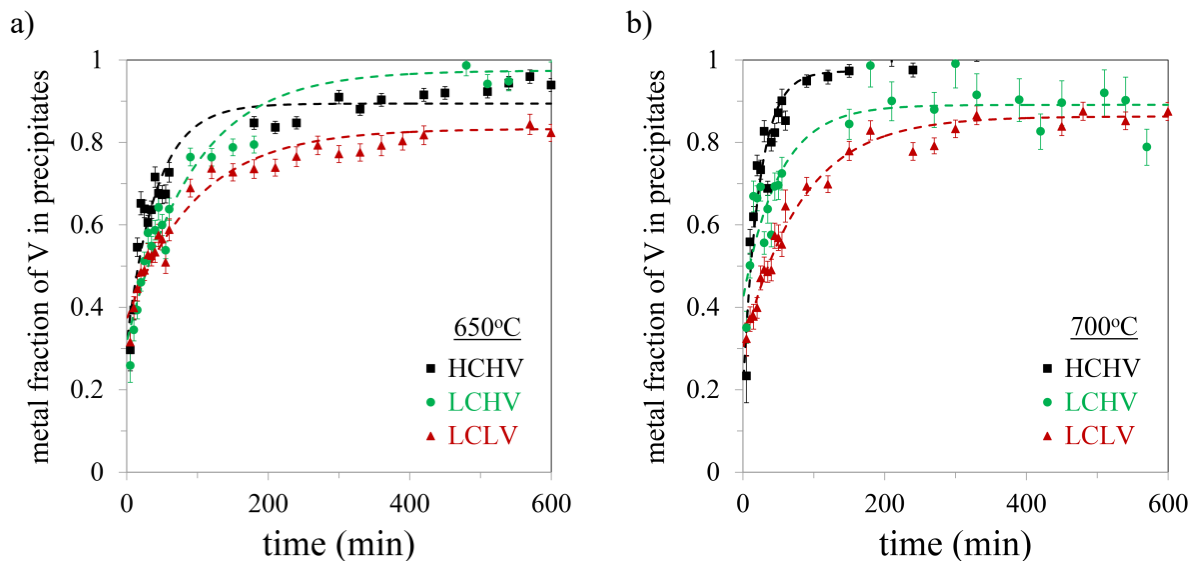 a)
metal fraction of V in precipitates
1
0.8
0.6
0.4
0.2
0
0
200
400
600
time (min)
650°C
HCHV
LCHV
LCLV
b)
metal fraction of V in precipitates
1
0.8
0.6
0.4
0.2
0
0
200
400
600
time (min)
700°C
HCHV
LCHV
LCLV